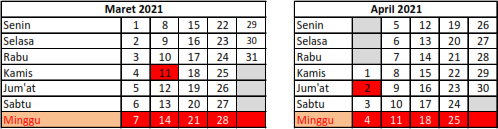 Maret 2021
Senin 1 8 15 22 29
Selasa 2 9 16 23 30
Rabu 3 10 17 24 31
Kamis 4 11 18 25
Jum'at 5 12 19 26
Sabtu 6 13 20 27
Minggu 7 14 21 28
April 2021
Senin 5 12 19 26
Selasa 6 13 20 27
Rabu 7 14 21 28
Kamis 1 8 15 22 29
Jum'at 2 9 16 23 30
Sabtu 3 10 17 24
Minggu 4 11 18 25